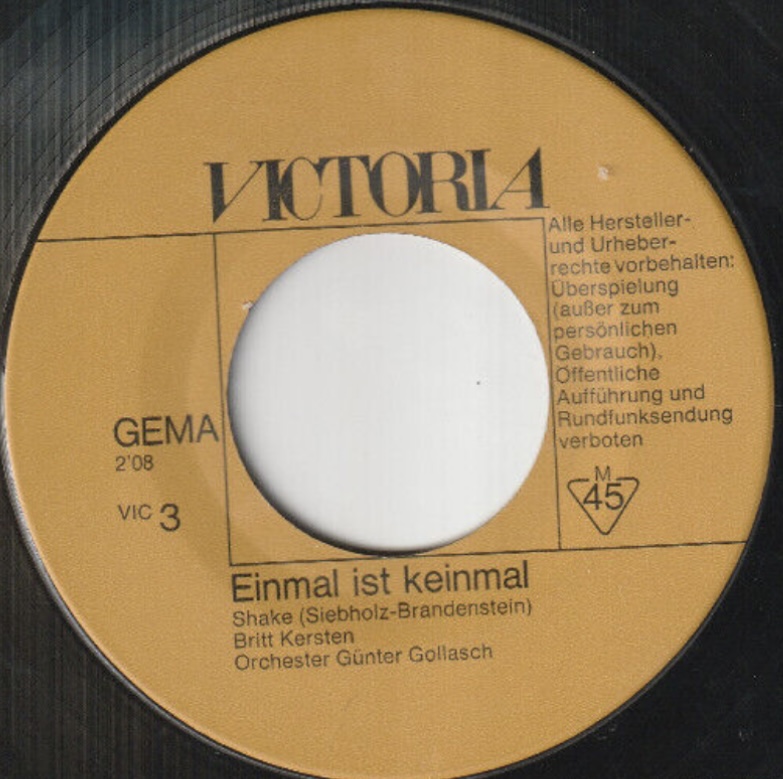 VICTORIA
Alle Hersteller-
und Urheber-
rechte vorbehalten:
Überspielung
(außer zum
persönlichen
Gebrauch),
Öffentliche
Aufführung und
Rundfunksendung
verboten
GEMA
2'08
VIC 3
M
45
Einmal ist keinmal
Shake (Siebholz-Brandenstein)
Britt Kersten
Orchester Günter Gollasch